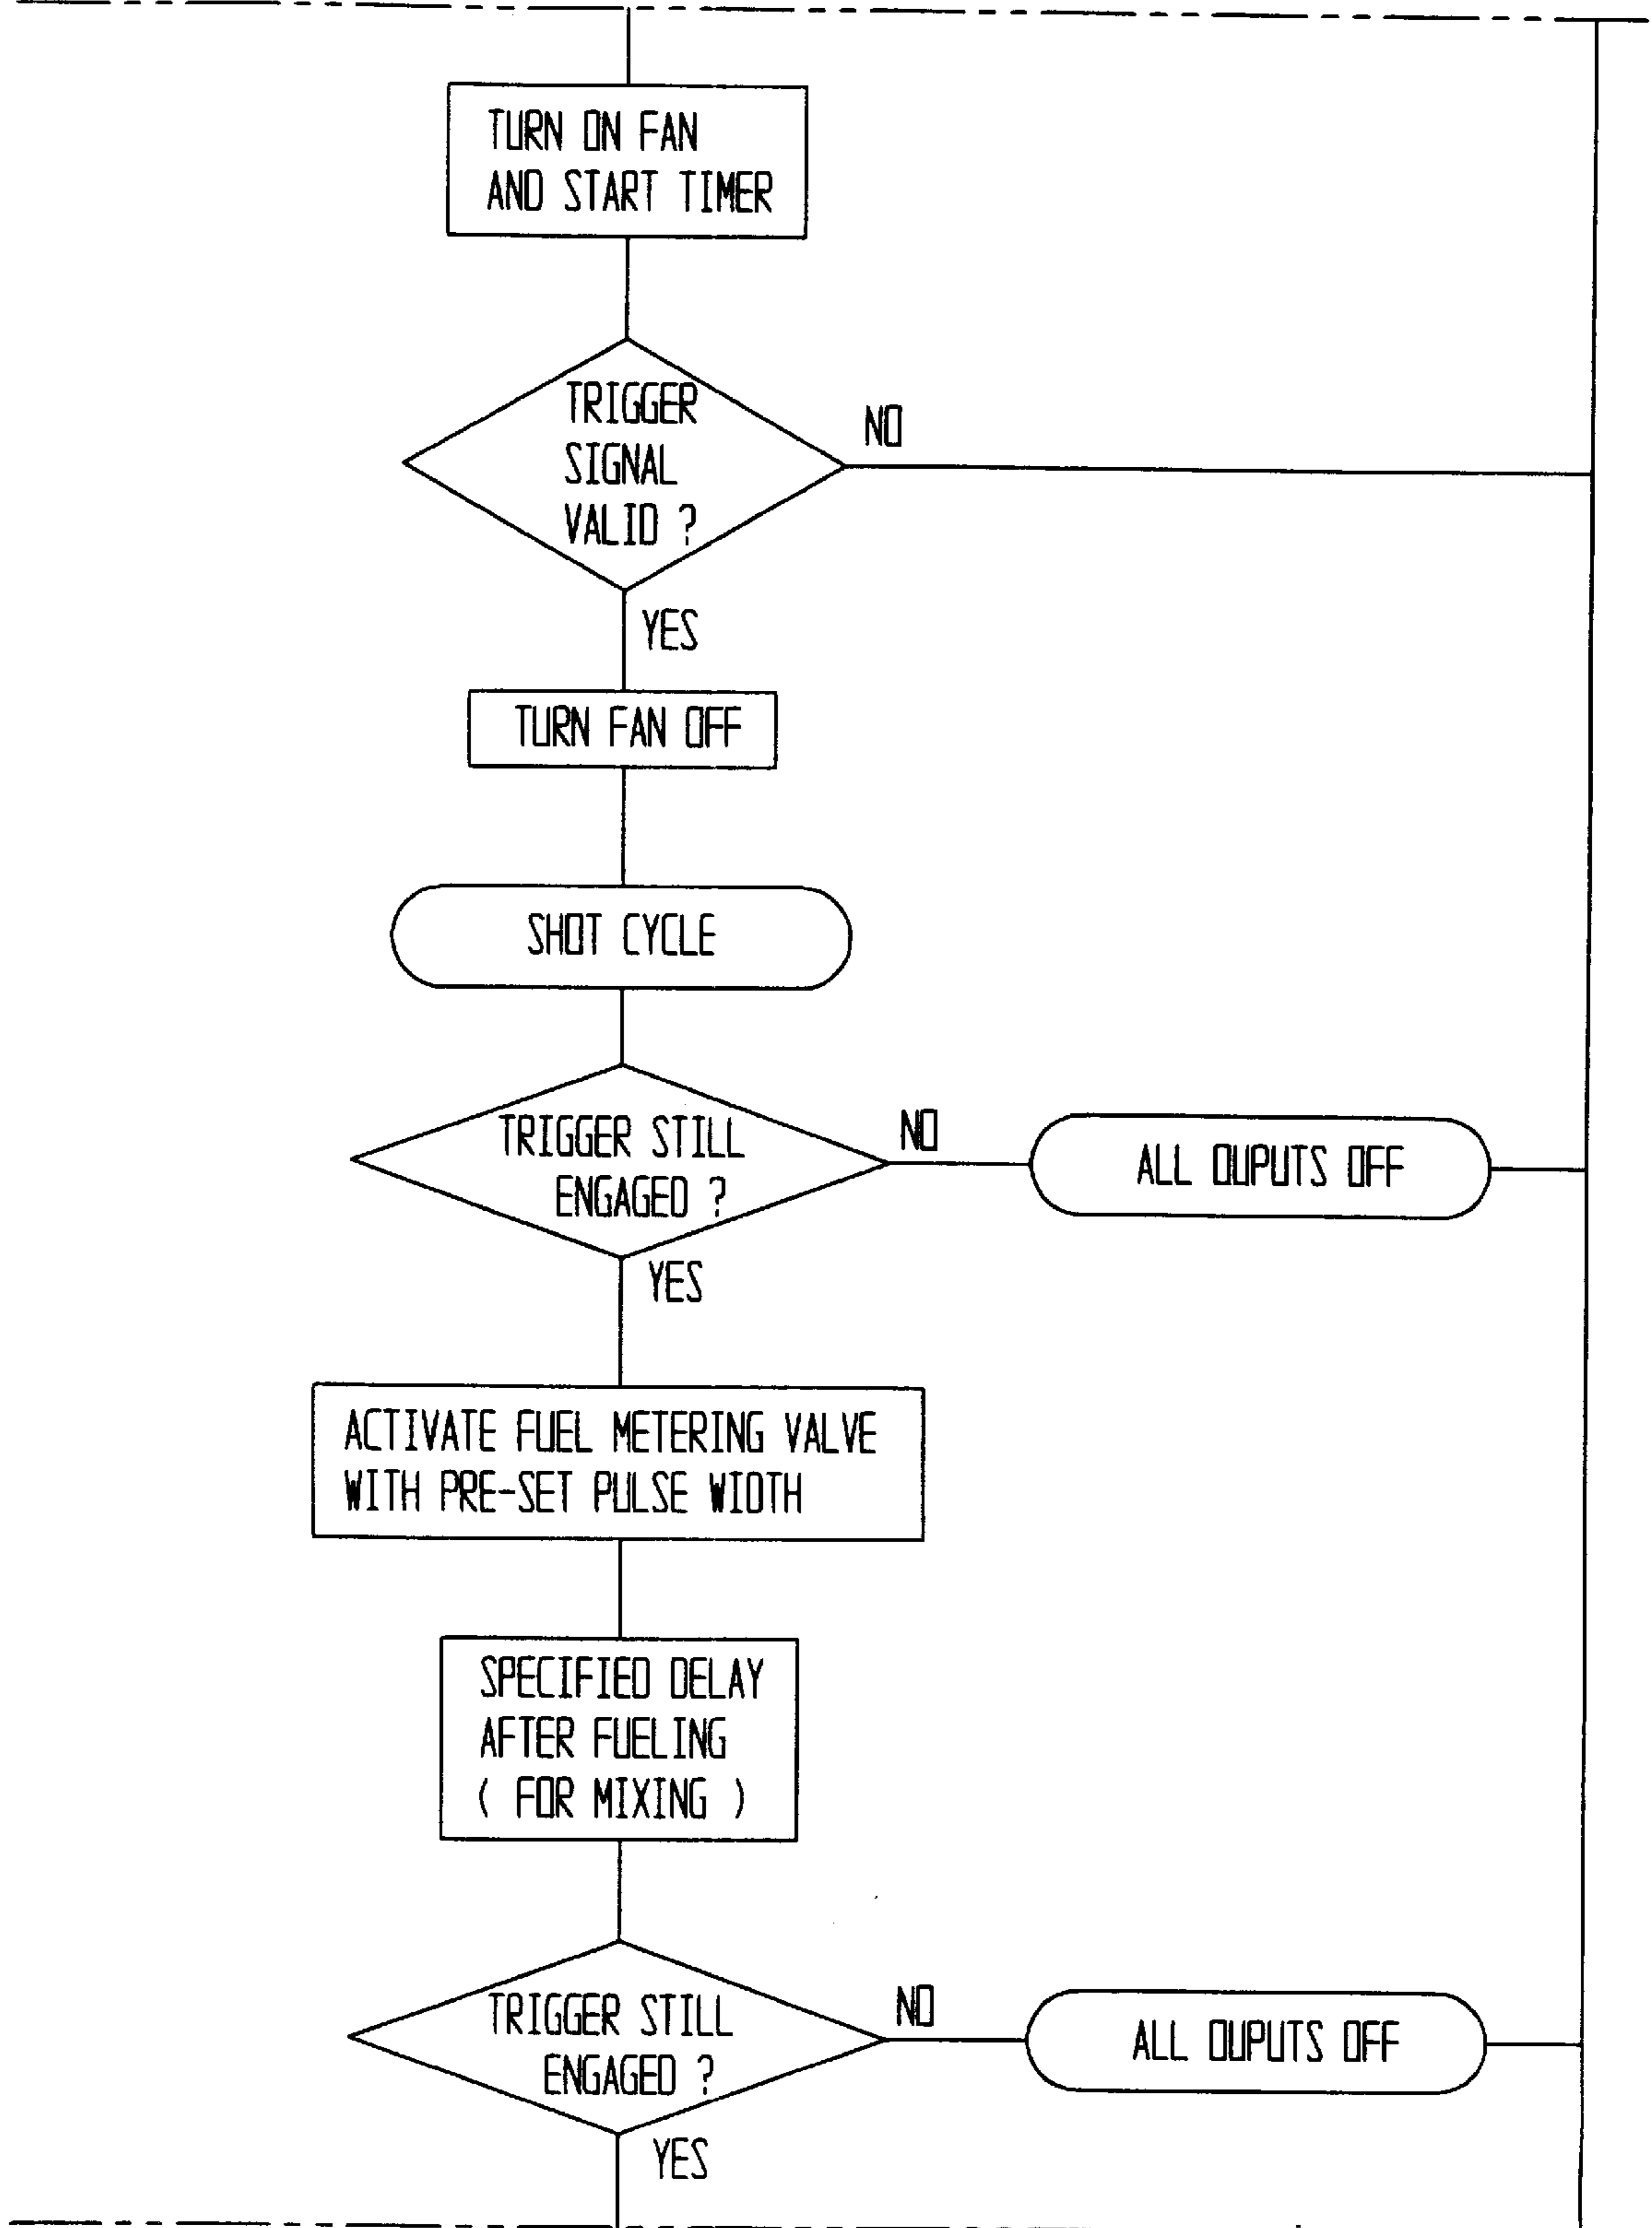 TURN ON FAN
AND START TIMER
TRIGGER
SIGNAL
VALID ?
NO
YES
TURN FAN OFF
SHOT CYCLE
TRIGGER STILL
ENGAGED ?
NO
ALL OUPUTS OFF
YES
ACTIVATE FUEL METERING VALVE
WITH PRE-SET PULSE WIDTH
SPECIFIED DELAY
AFTER FUELING
( FOR MIXING )
TRIGGER STILL
ENGAGED ?
NO
ALL OUPUTS OFF
YES